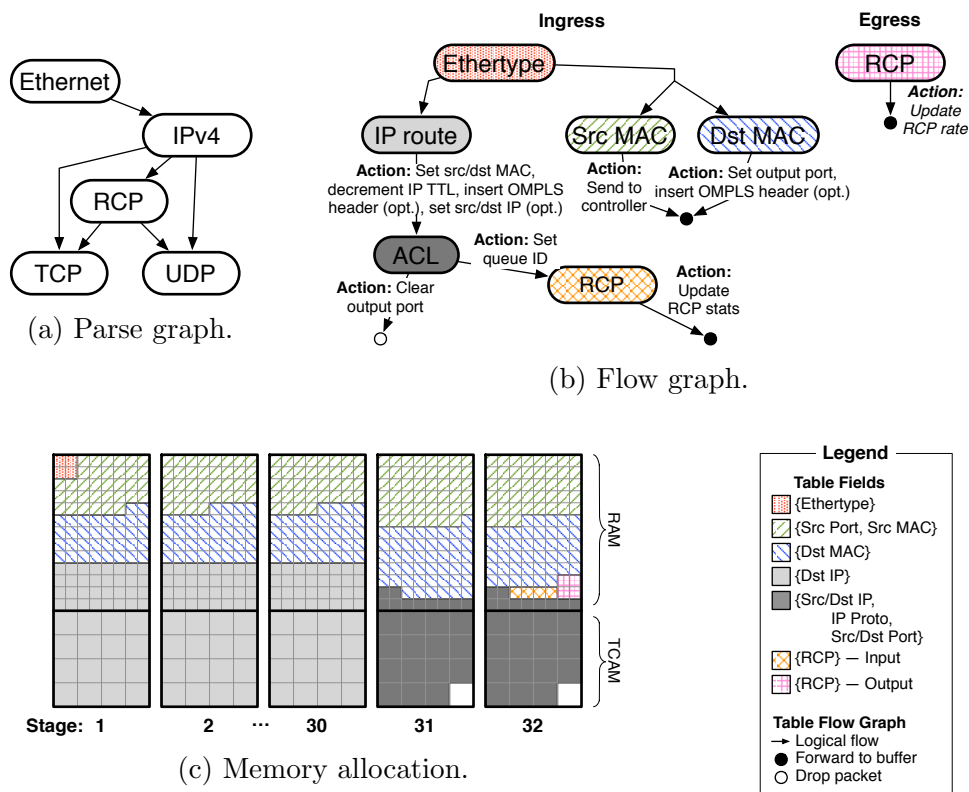 Ethernet
IPv4
RCP
TCP
UDP
(a) Parse graph.
Ingress
Egress
Ethertype
RCP
Action:
Update
RCP rate
IP route
Src MAC
Dst MAC
Action: Set src/dst MAC,
decrement IP TTL, insert OMPLS
header (opt.), set src/dst IP (opt.)
Action:
Send to
controller
Action: Set output port,
insert OMPLS header (opt.)
ACL
Action: Set
queue ID
RCP
Action: Clear
output port
Action:
Update
RCP stats
(b) Flow graph.
RAM
TCAM
Stage: 1 2 ··· 30 31 32
(c) Memory allocation.
Legend
Table Fields
{Ethertype}
{Src Port, Src MAC}
{Dst MAC}
{Dst IP}
{Src/Dst IP,
IP Proto,
Src/Dst Port}
{RCP} — Input
{RCP} — Output
Table Flow Graph
Logical flow
Forward to buffer
Drop packet